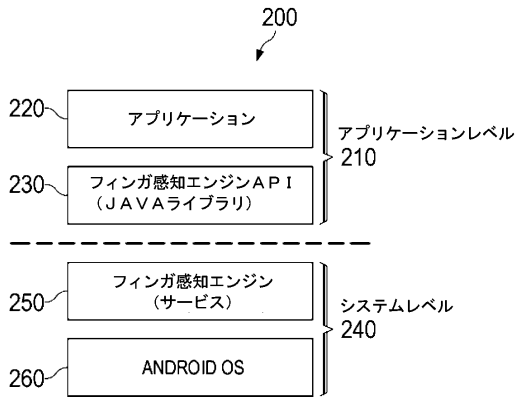 200
220
アプリケーション
アプリケーションレベル
210
230
フィンガ感知エンジンAPI
(JAVAライブラリ)
250
フィンガ感知エンジン
(サービス)
システムレベル
240
260
ANDROID OS